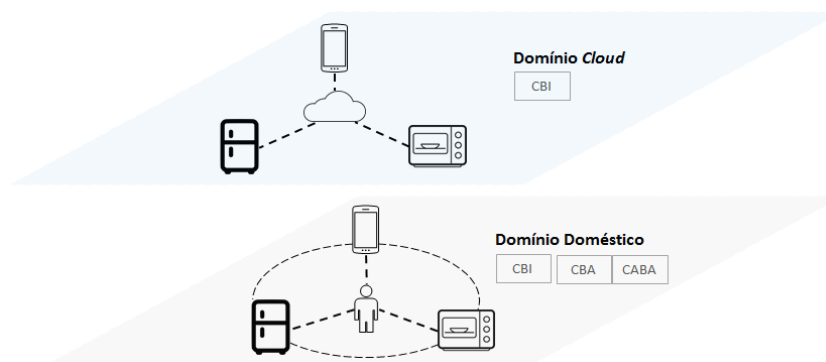 Domínio Cloud
CBI
Domínio Doméstico
CBI CBA CABA